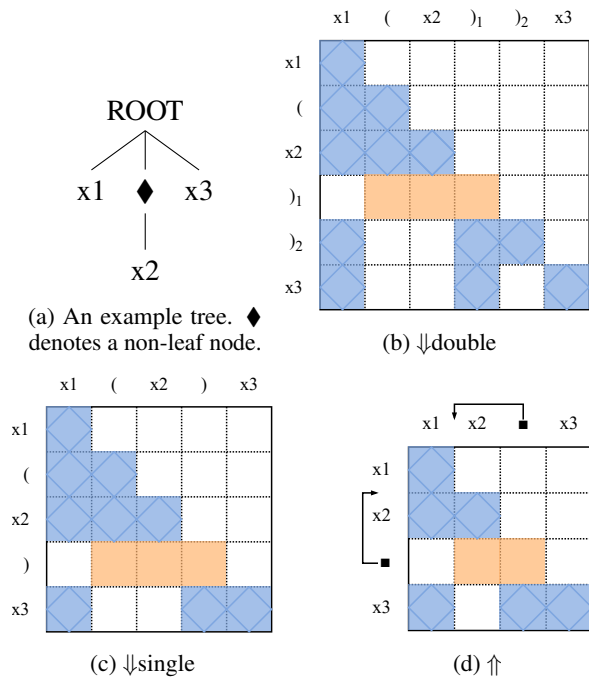 ROOT
x1 ♦ x3
x2
(a) An example tree. ♦
denotes a non-leaf node.
x1 ( x2 )₁ )₂ x3
x1
(
x2
)₁
)₂
x3
(b) ⇓double
x1 ( x2 ) x3
x1
(
x2
)
x3
(c) ⇓single
x1 x2 ■ x3
x1
x2
■
x3
(d) ⇑